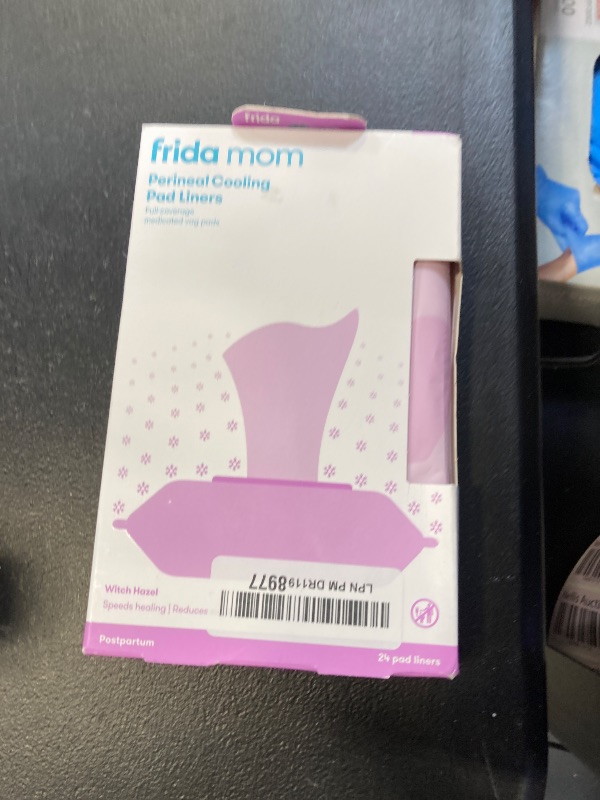 frida
frida mom
Perineal Cooling
Pad Liners
Full-coverage
medicated vag pads
LPN PM DR1198977
Witch Hazel
Speeds healing | Reduces
Postpartum
24 pad liners